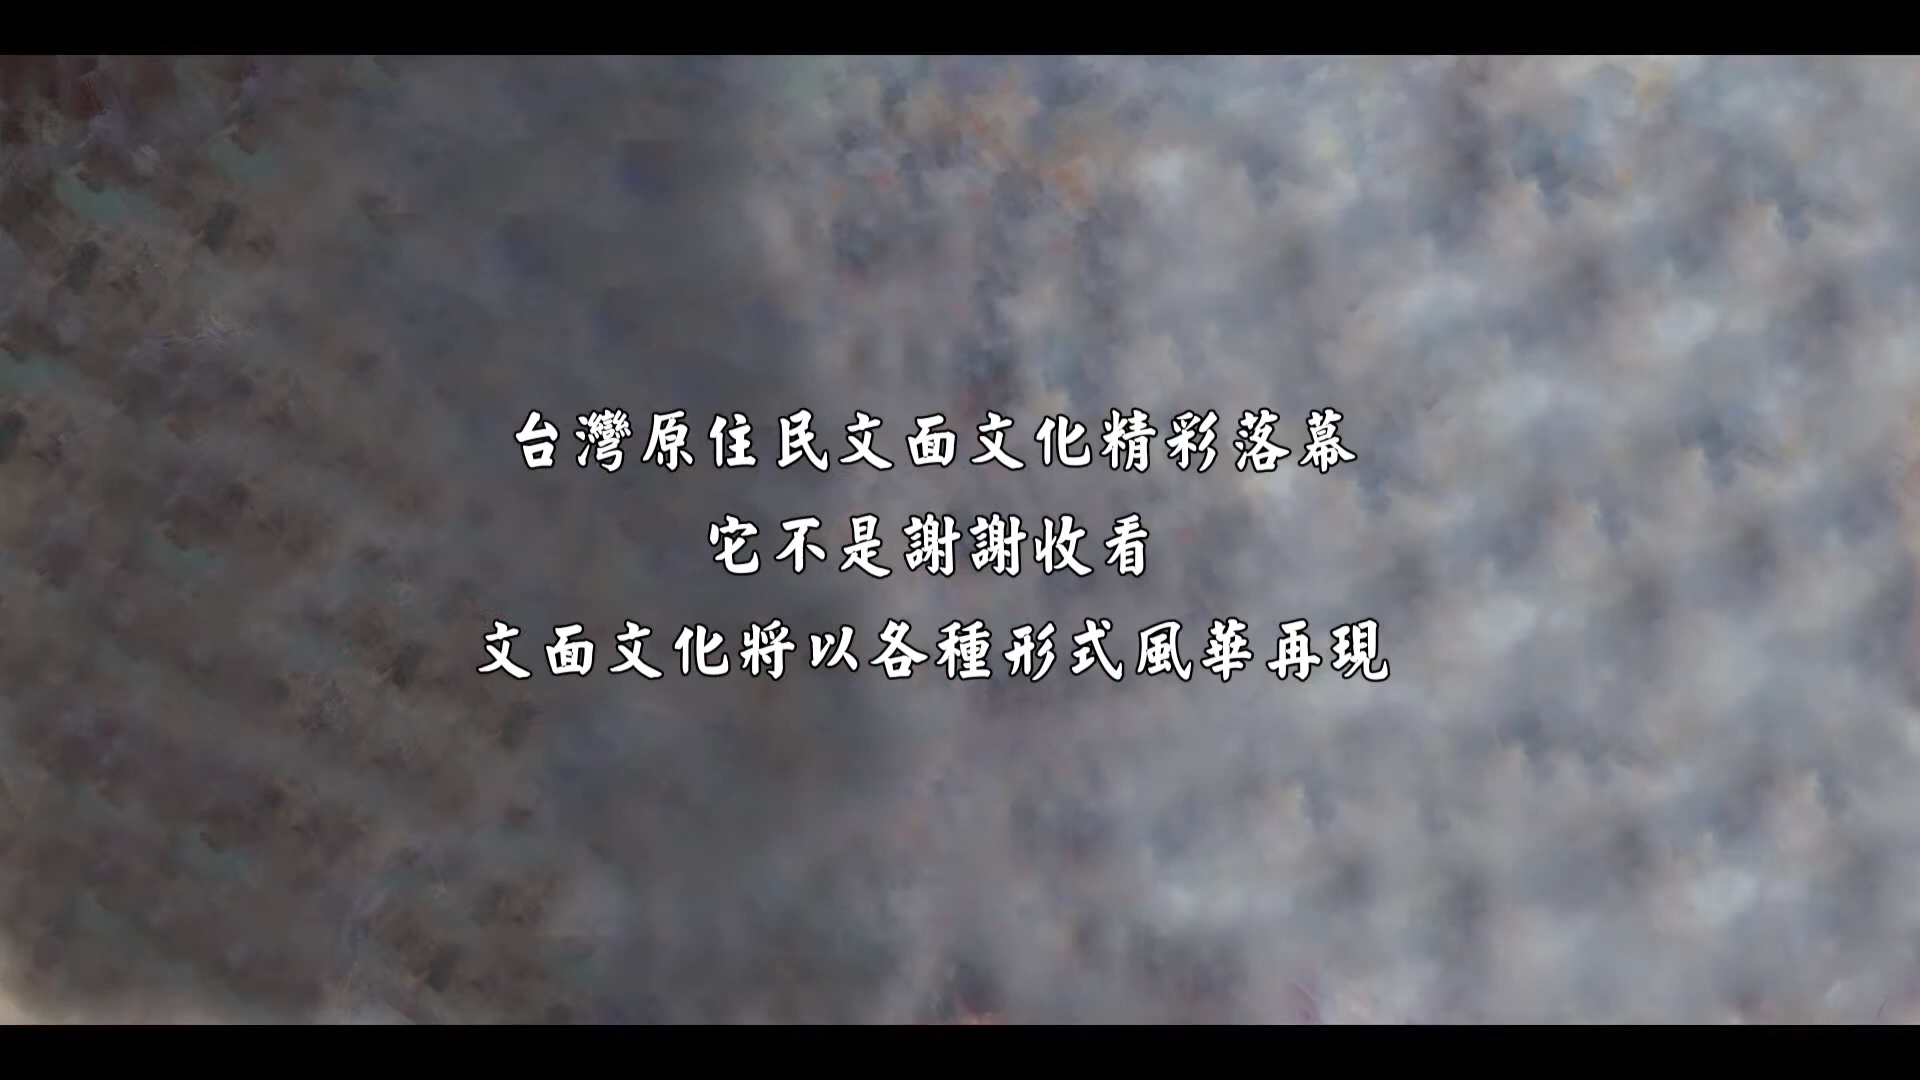 台灣原住民文面文化精彩落幕
它不是謝謝收看
文面文化將以各種形式風華再現